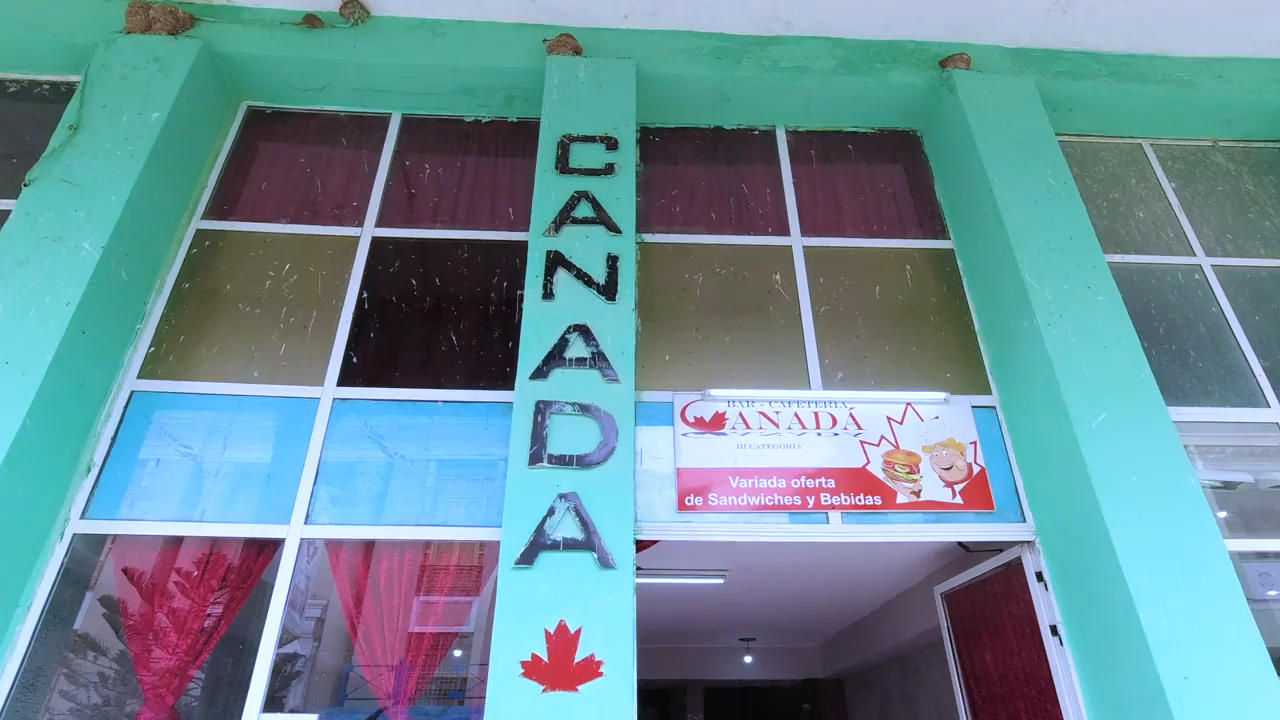 CANADA
BAR - CAFETERIA
CANADÁ
III CATEGORÍA
Variada oferta
de Sandwiches y Bebidas